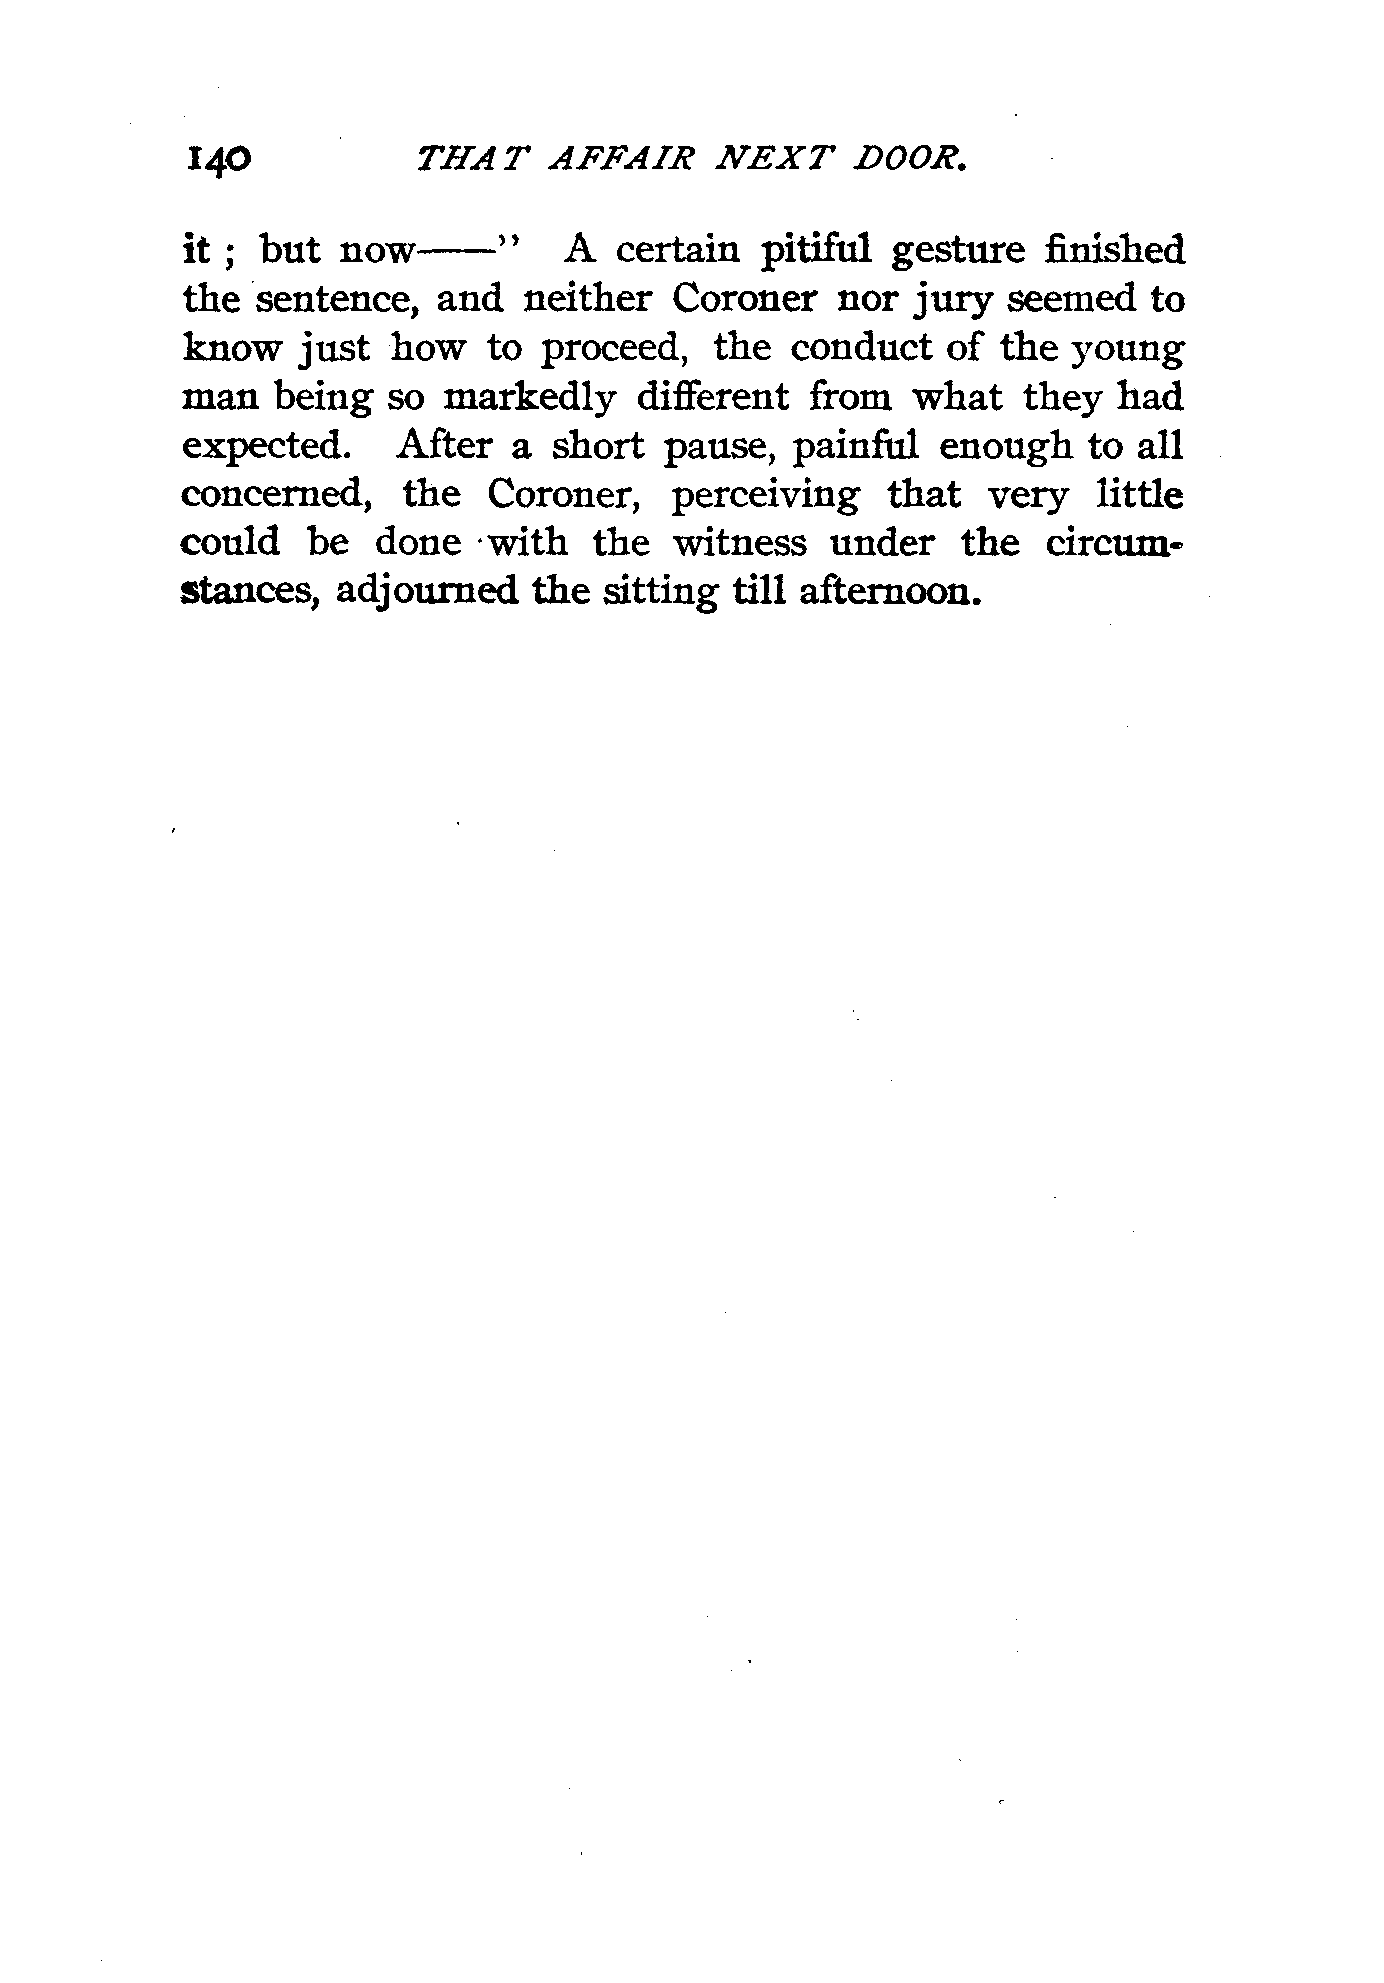 140 THAT AFFAIR NEXT DOOR.
it ; but now——" A certain pitiful gesture finished
the sentence, and neither Coroner nor jury seemed to
know just how to proceed, the conduct of the young
man being so markedly different from what they had
expected. After a short pause, painful enough to all
concerned, the Coroner, perceiving that very little
could be done with the witness under the circum-
stances, adjourned the sitting till afternoon.